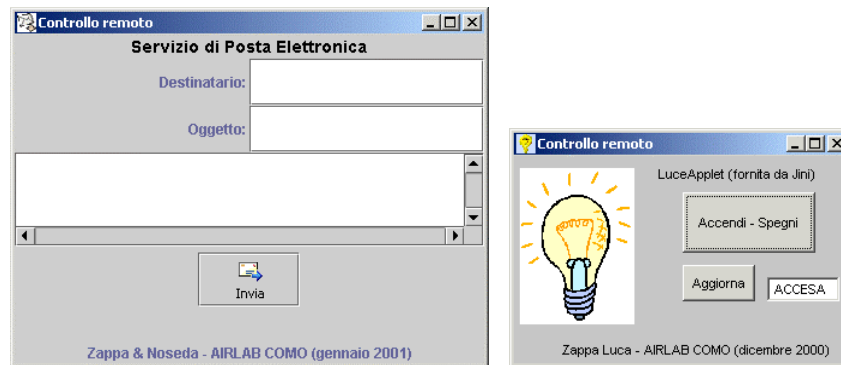 Controllo remoto
Servizio di Posta Elettronica
Destinatario:
Oggetto:
Invia
Zappa & Noseda - AIRLAB COMO (gennaio 2001)
Controllo remoto
LuceApplet (fornita da Jini)
Accendi - Spegni
Aggiorna
ACCESA
Zappa Luca - AIRLAB COMO (dicembre 2000)